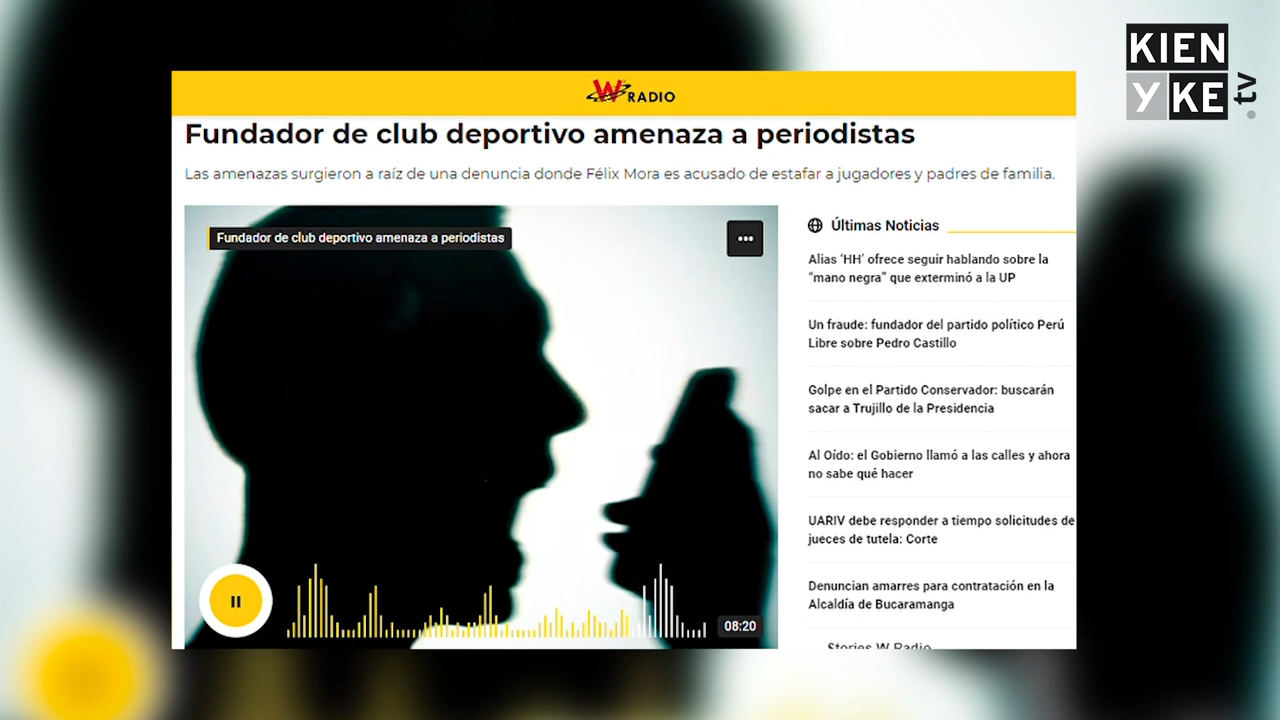 KIEN
YKE
.tv
W RADIO
Fundador de club deportivo amenaza a periodistas
Las amenazas surgieron a raíz de una denuncia donde Félix Mora es acusado de estafar a jugadores y padres de familia.
Fundador de club deportivo amenaza a periodistas
08:20
Últimas Noticias
Alias ‘HH’ ofrece seguir hablando sobre la
“mano negra” que exterminó a la UP
Un fraude: fundador del partido político Perú
Libre sobre Pedro Castillo
Golpe en el Partido Conservador: buscarán
sacar a Trujillo de la Presidencia
Al Oído: el Gobierno llamó a las calles y ahora
no sabe qué hacer
UARIV debe responder a tiempo solicitudes de
jueces de tutela: Corte
Denuncian amarres para contratación en la
Alcaldía de Bucaramanga
Stories W Radio